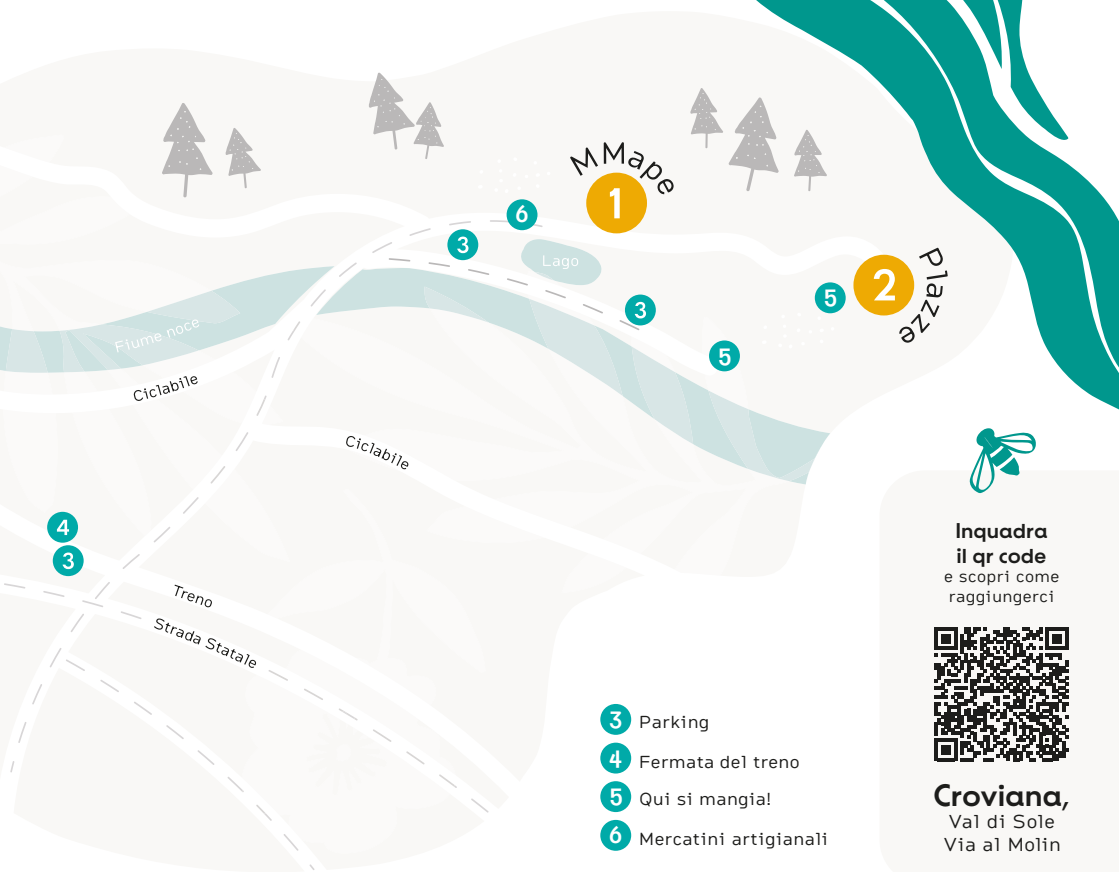 MMape
1
6
3
Lago
2
Plazze
5
3
5
Fiume noce
Ciclabile
Ciclabile
4
3
Treno
Strada Statale
3 Parking
4 Fermata del treno
5 Qui si mangia!
6 Mercatini artigianali
Inquadra
il qr code
e scopri come
raggiungerci
Croviana,
Val di Sole
Via al Molin